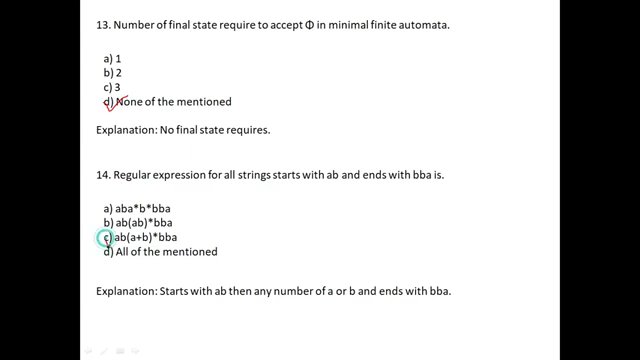 13. Number of final state require to accept Φ in minimal finite automata.
a) 1
b) 2
c) 3
d) None of the mentioned
Explanation: No final state requires.
14. Regular expression for all strings starts with ab and ends with bba is.
a) aba*b*bba
b) ab(ab)*bba
c) ab(a+b)*bba
d) All of the mentioned
Explanation: Starts with ab then any number of a or b and ends with bba.